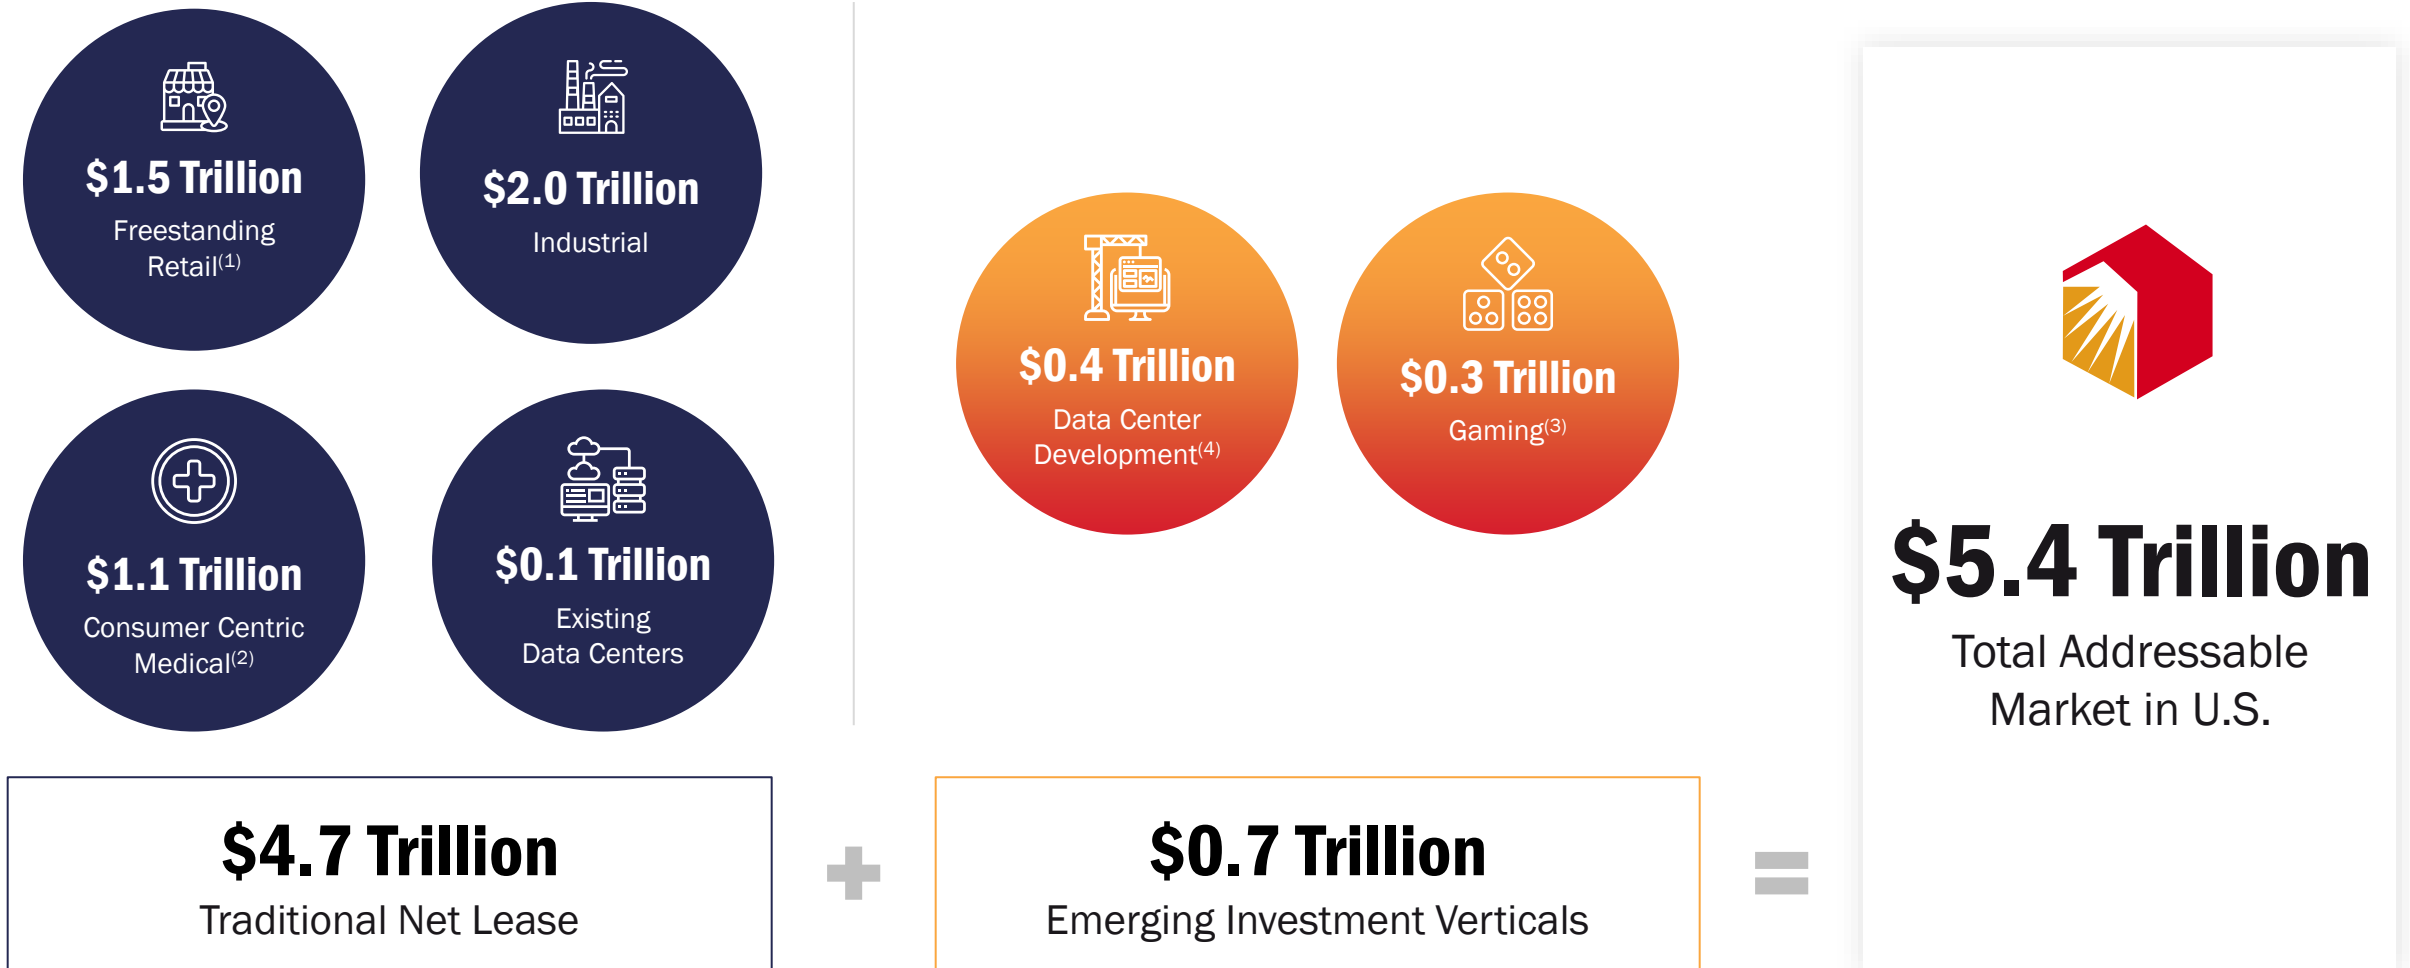 $1.5 Trillion
Freestanding
Retail(1)
$2.0 Trillion
Industrial
$1.1 Trillion
Consumer Centric
Medical(2)
$0.1 Trillion
Existing
Data Centers
$4.7 Trillion
Traditional Net Lease
+
$0.4 Trillion
Data Center
Development(4)
$0.3 Trillion
Gaming(3)
$0.7 Trillion
Emerging Investment Verticals
=
$5.4 Trillion
Total Addressable
Market in U.S.